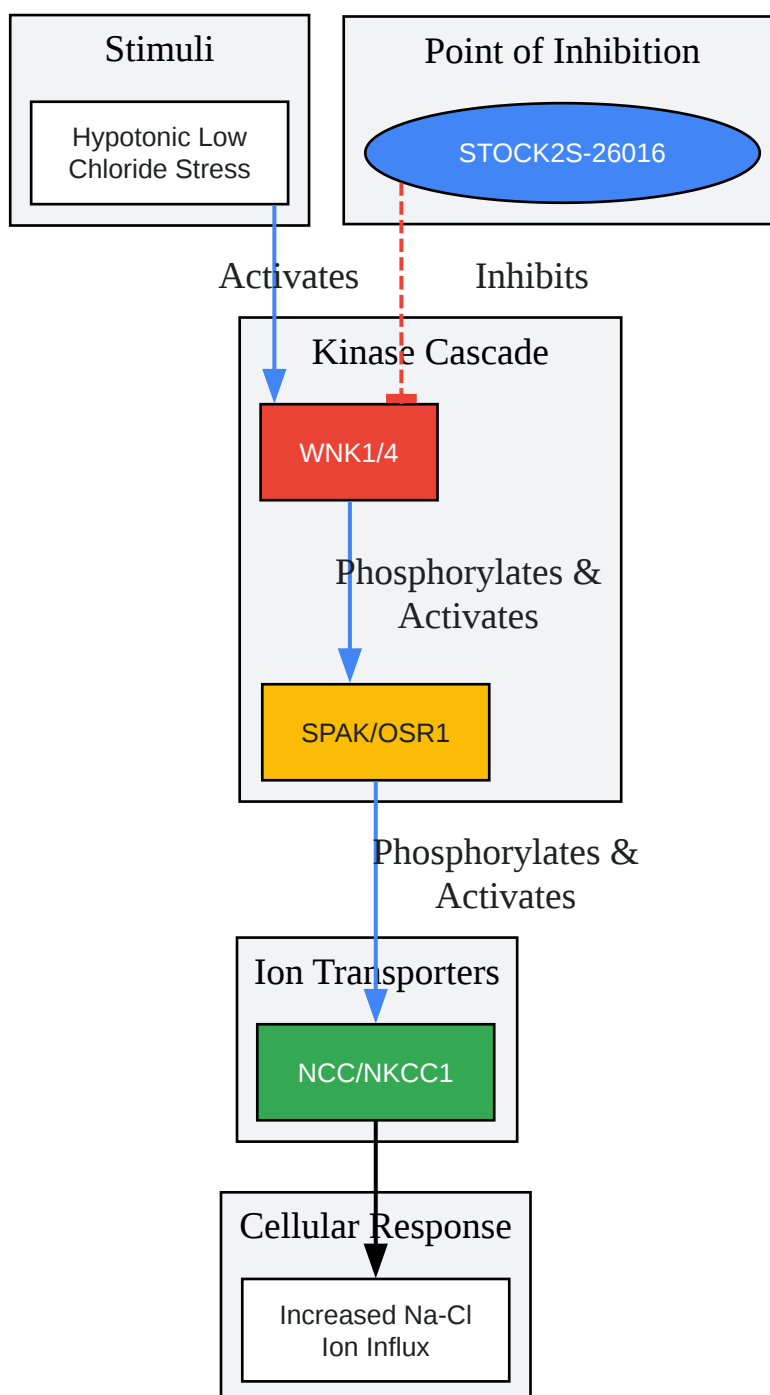 Stimuli
Point of Inhibition
Hypotonic Low
Chloride Stress
STOCK2S-26016
Activates
Inhibits
Kinase Cascade
WNK1/4
Phosphorylates &
Activates
SPAK/OSR1
Phosphorylates &
Activates
Ion Transporters
NCC/NKCC1
Cellular Response
Increased Na-Cl
Ion Influx